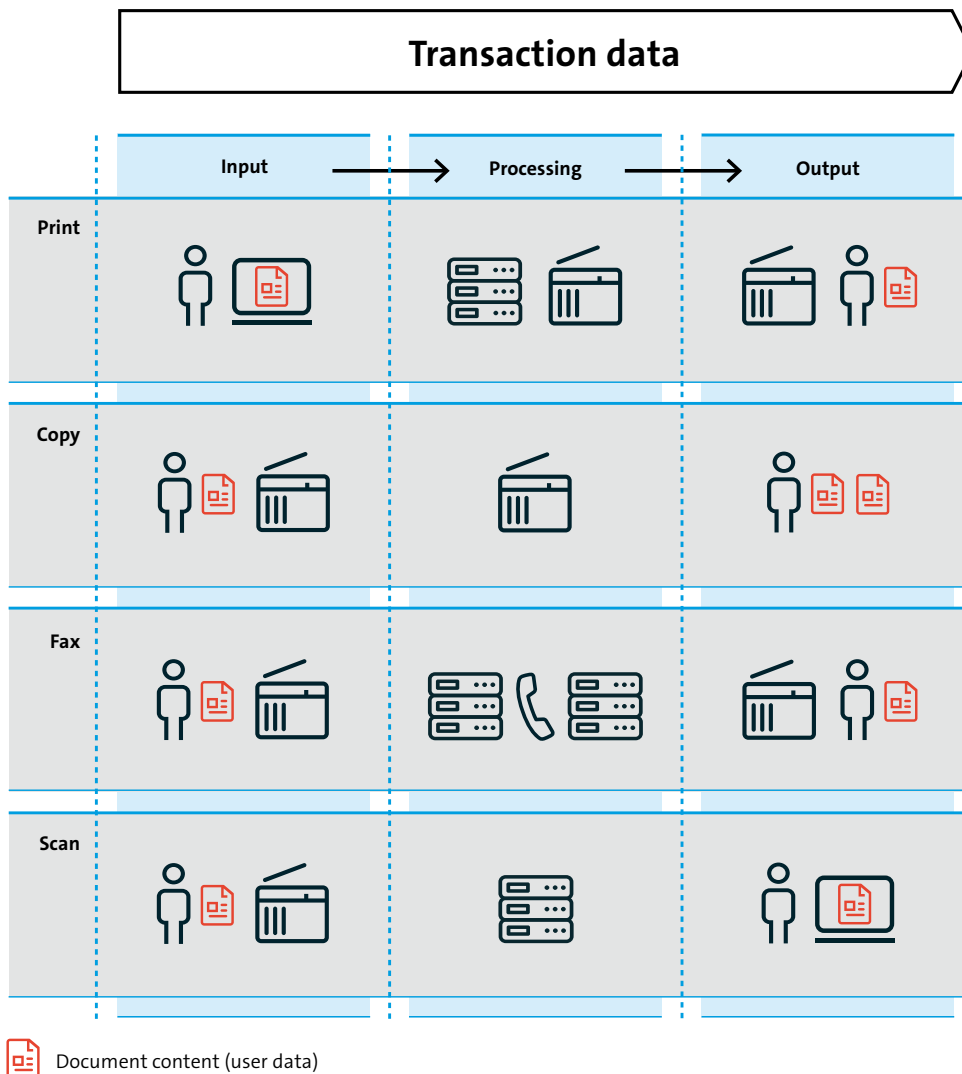 Transaction data
Input
Processing
Output
Print
Copy
Fax
Scan
Document content (user data)